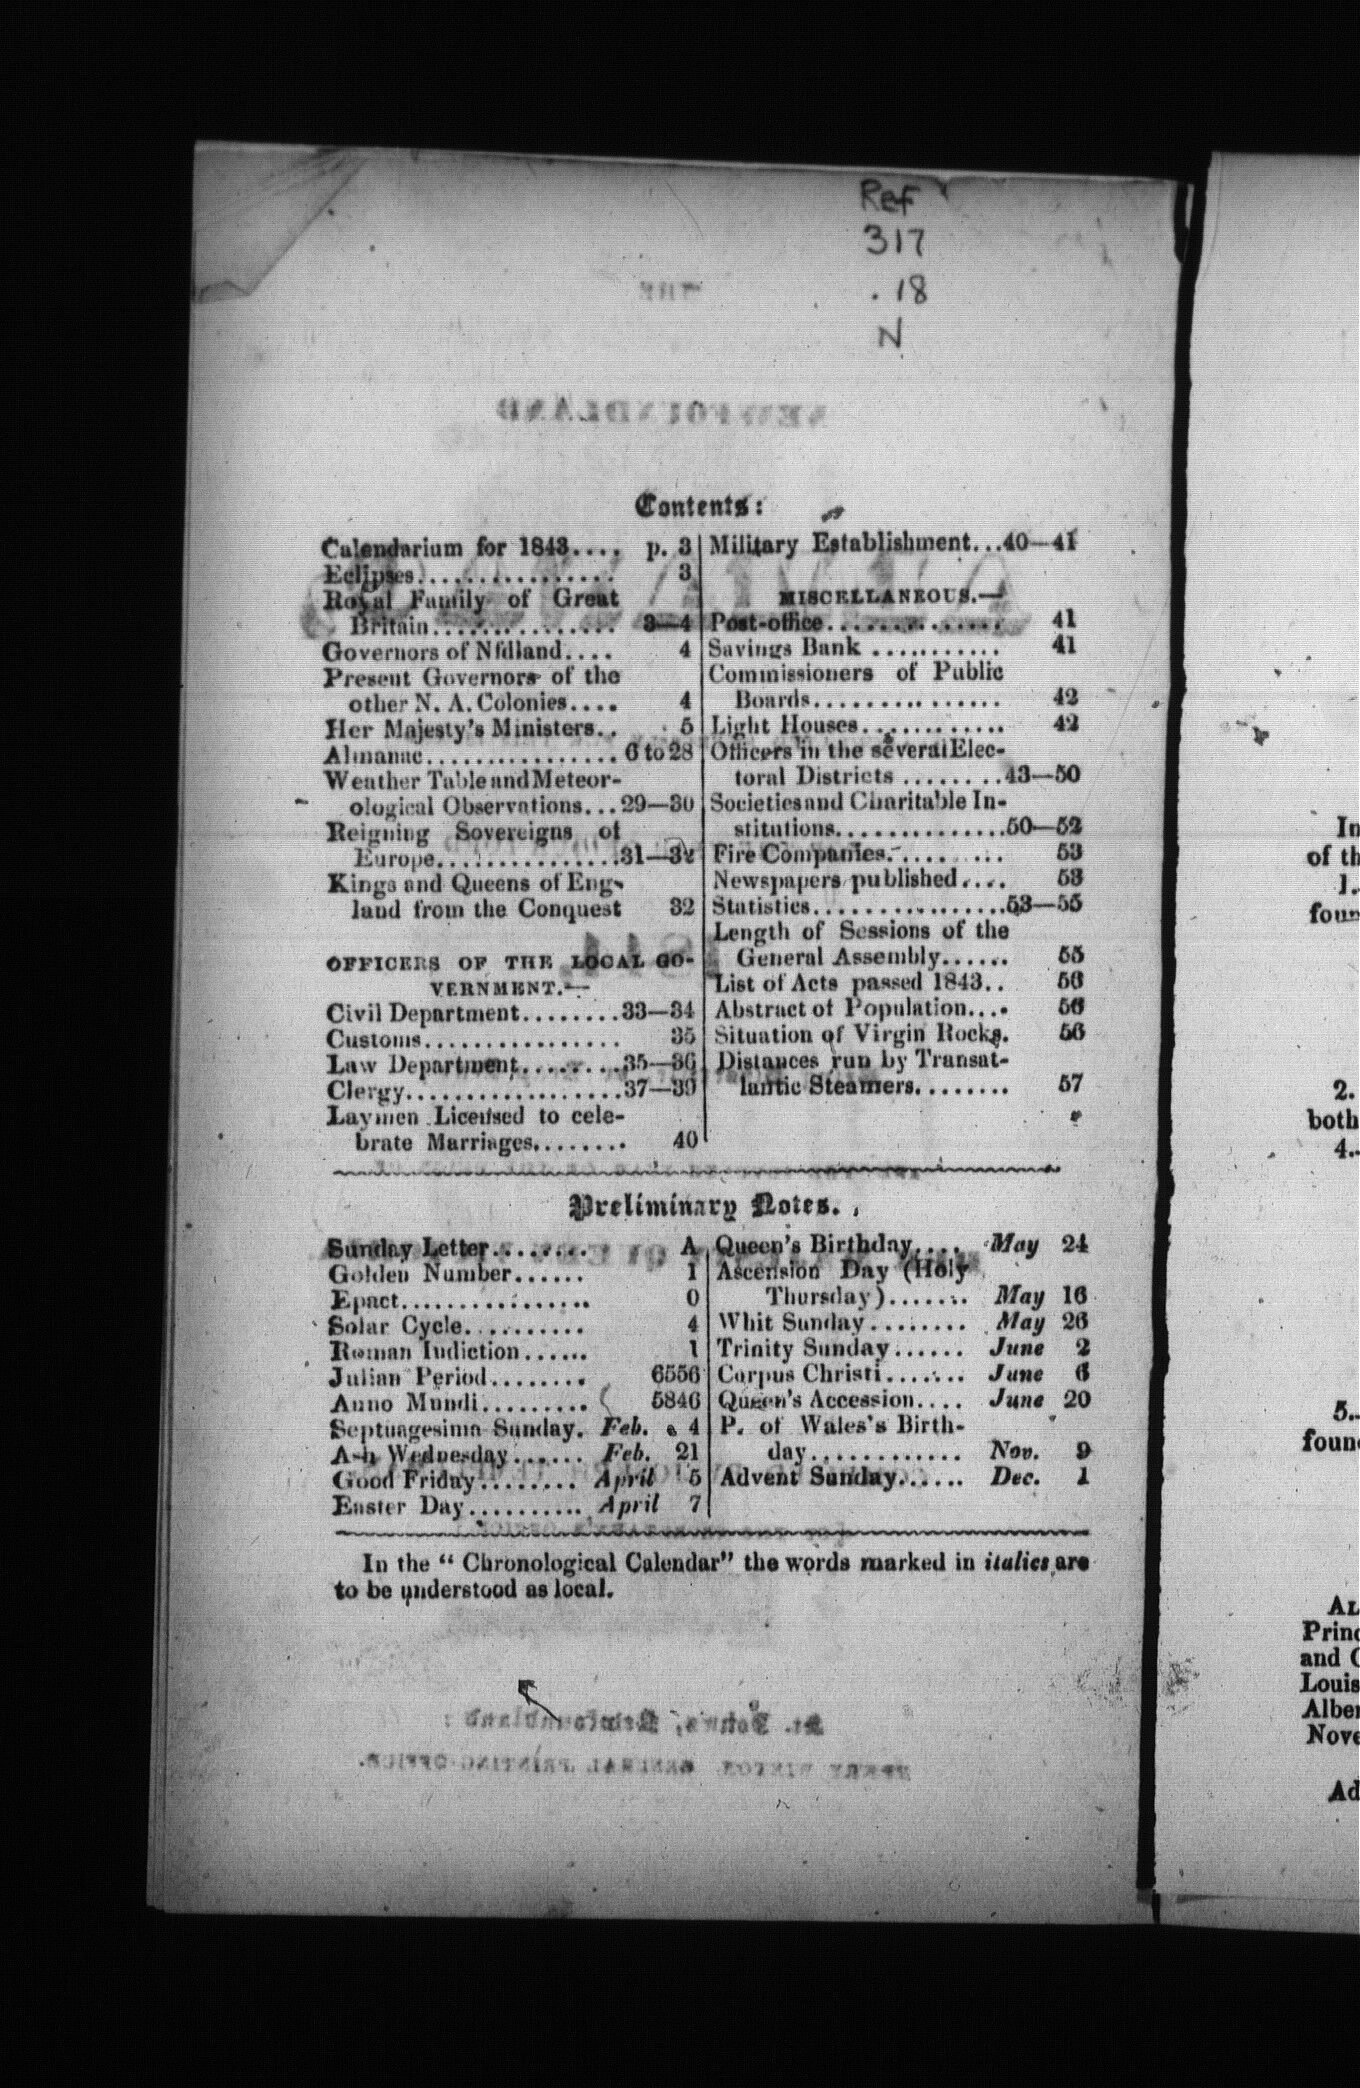 Ref
317
.18
N
Contents:
Calendarium for 1843.... p. 3
Eclipses................ 3
Royal Family of Great
Britain............... 3—4
Governors of Nfdland.... 4
Present Governors of the
other N. A. Colonies.... 4
Her Majesty's Ministers.. 5
Almanac................ 6 to 28
Weather Table and Meteor-
ological Observations... 29—30
Reigning Sovereigns of
Europe................31—32
Kings and Queens of Eng-
land from the Conquest 32
OFFICERS OF THE LOCAL GO-
VERNMENT.—
Civil Department........33—34
Customs................ 35
Law Department.........35—36
Clergy..................37—39
Laymen Licensed to cele-
brate Marriages........ 40
Military Establishment...40—41
MISCELLANEOUS.—
Post-office............... 41
Savings Bank ........... 41
Commissioners of Public
Boards................ 42
Light Houses............ 42
Officers in the several Elec-
toral Districts ........43—50
Societies and Charitable In-
stitutions..............50—52
Fire Companies.......... 53
Newspapers published.... 53
Statistics................53—55
Length of Sessions of the
General Assembly...... 55
List of Acts passed 1843.. 56
Abstract of Population.... 56
Situation of Virgin Rocks. 56
Distances run by Transat-
lantic Steamers........ 57
Preliminary Notes.
Sunday Letter........ A
Golden Number...... 1
Epact................ 0
Solar Cycle.......... 4
Roman Indiction...... 1
Julian Period........ 6556
Anno Mundi......... 5846
Septuagesima Sunday. Feb. 4
Ash Wednesday...... Feb. 21
Good Friday........ April 5
Easter Day.......... April 7
Queen's Birthday.... May 24
Ascension Day (Holy
Thursday)....... May 16
Whit Sunday........ May 26
Trinity Sunday...... June 2
Corpus Christi....... June 6
Queen's Accession.... June 20
P. of Wales's Birth-
day............ Nov. 9
Advent Sunday...... Dec. 1
In the "Chronological Calendar" the words marked in italics are
to be understood as local.
In
of th
1.-
foun
2.
both
4.-
5.-
foun
AL
Princ
and
Louis
Alber
Nove
Ad